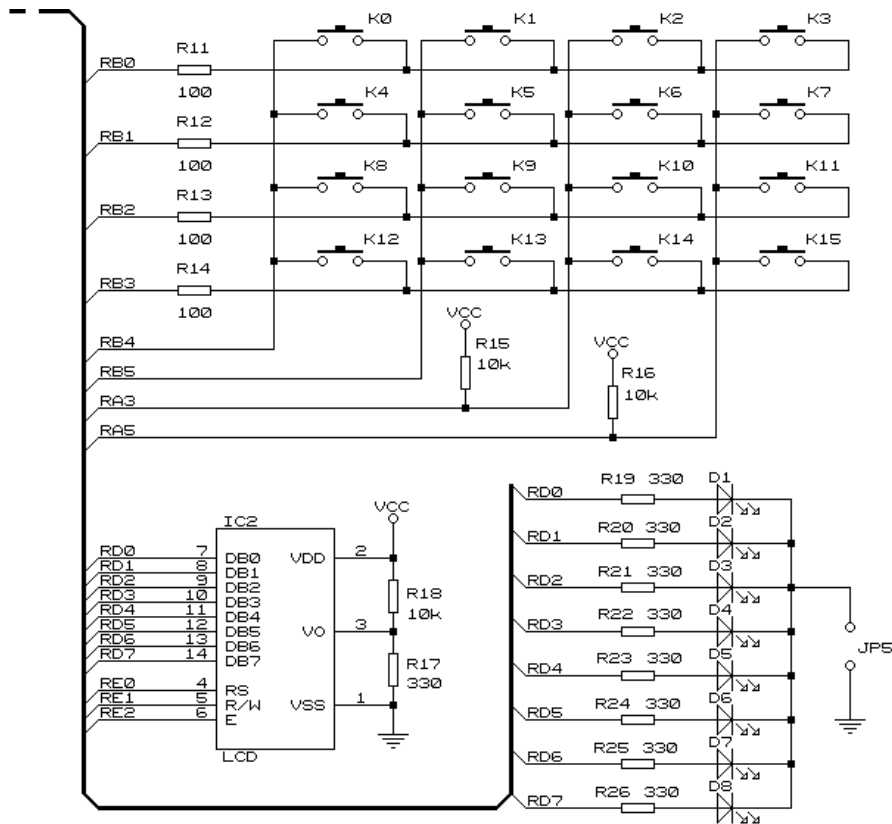 K0 K1 K2 K3
R11
RB0
100
K4 K5 K6 K7
R12
RB1
100
K8 K9 K10 K11
R13
RB2
100
K12 K13 K14 K15
R14
RB3
100
VCC
RB4
R15
10k
VCC
RB5
R16
10k
RA3
RA5
IC2
VCC
RD0 7 DB0 VDD 2
RD1 8 DB1
RD2 9 DB2
RD3 10 DB3
RD4 11 DB4
RD5 12 DB5
RD6 13 DB6
RD7 14 DB7
R18
10k
VO 3
R17
330
RE0 4 RS
RE1 5 R/W VSS 1
RE2 6 E
LCD
RD0 R19 330 D1
RD1 R20 330 D2
RD2 R21 330 D3
RD3 R22 330 D4
RD4 R23 330 D5
RD5 R24 330 D6
RD6 R25 330 D7
RD7 R26 330 D8
JP5